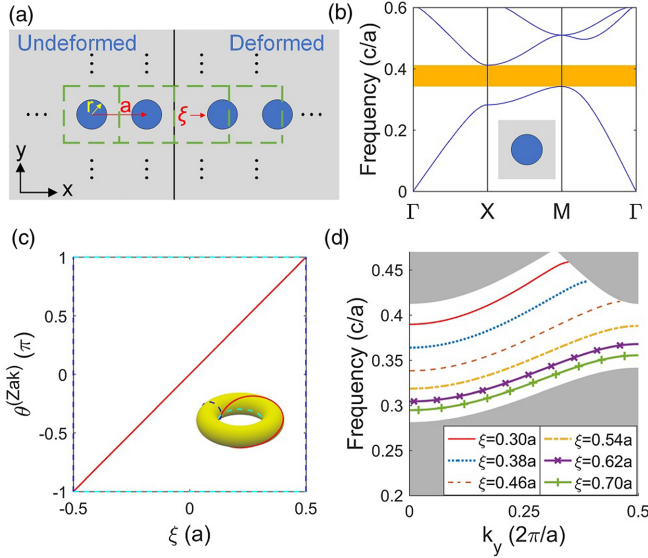 (a)
Undeformed
Deformed
r
a
ξ
y
x
(b)
Frequency (c/a)
0.6
0.4
0.2
0
Γ
X
M
Γ
(c)
θ(Zak) (π)
1
0.5
0
-0.5
-1
-0.5
0
0.5
ξ (a)
(d)
Frequency (c/a)
0.45
0.4
0.35
0.3
0.25
0.2
ξ=0.30a
ξ=0.38a
ξ=0.46a
ξ=0.54a
ξ=0.62a
ξ=0.70a
0
0.25
0.5
ky (2π/a)